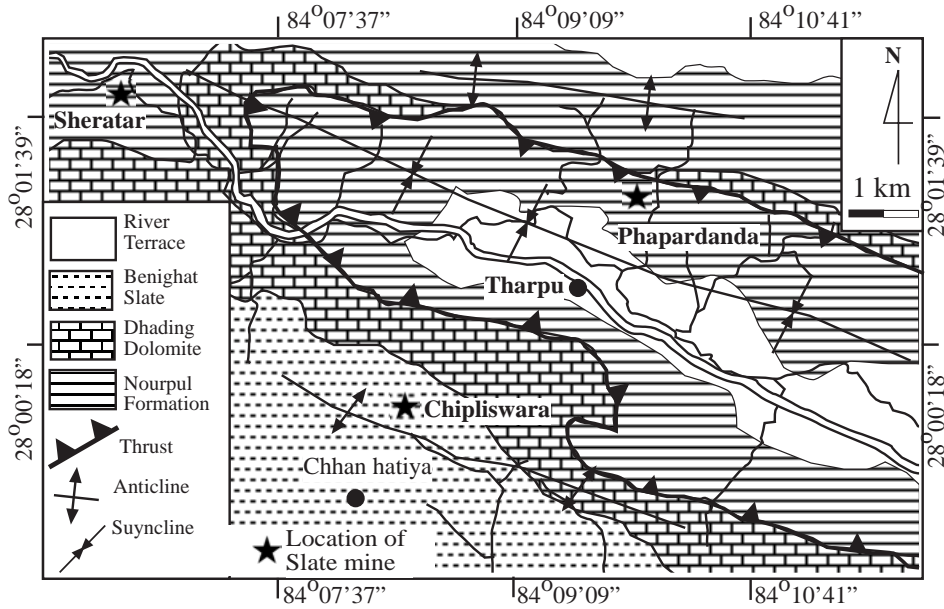 84°07'37" 84°09'09" 84°10'41"
N
Sheratar
28°01'39"
28°01'39"
1 km
River
Terrace
Phapardanda
Benighat
Slate
Tharpu
Dhading
Dolomite
28°00'18"
28°00'18"
Nourpul
Formation
Chipliswara
Thrust
Chhan hatiya
Anticline
Suyncline
Location of
Slate mine
84°07'37" 84°09'09" 84°10'41"